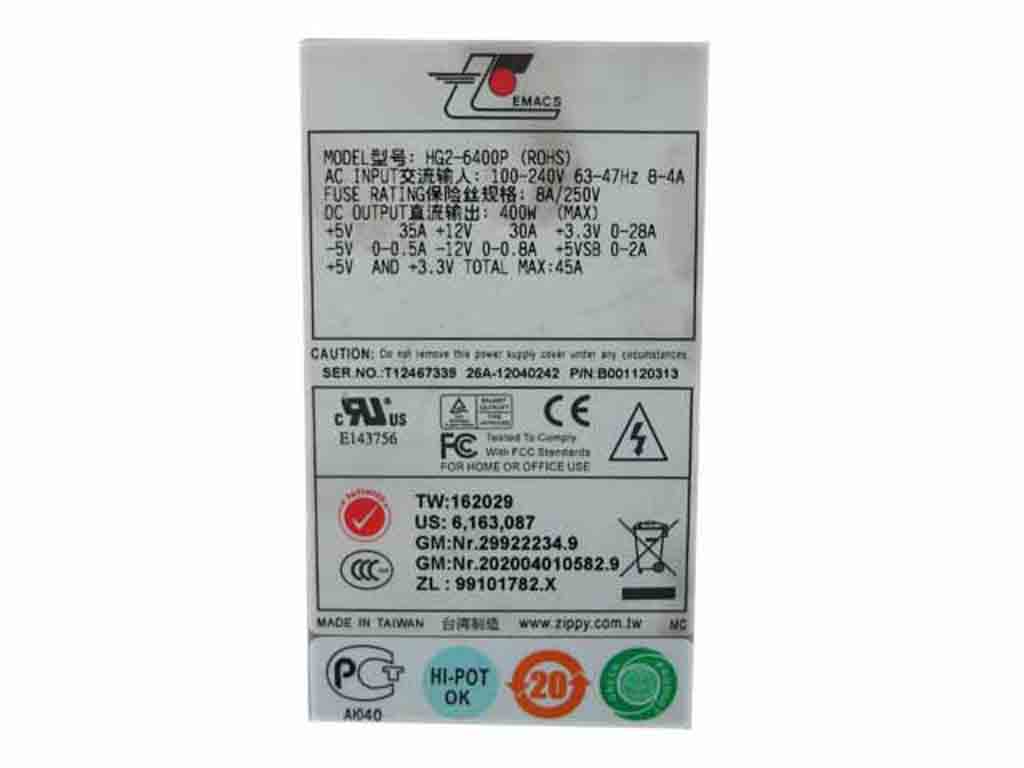 EMACS
MODEL型号: HG2-6400P (ROHS)
AC INPUT交流输入: 100-240V 63-47Hz 8-4A
FUSE RATING保险丝规格: 8A/250V
DC OUTPUT直流输出: 400W (MAX)
+5V 35A +12V 30A +3.3V 0-28A
-5V 0-0.5A -12V 0-0.8A +5VSB 0-2A
+5V AND +3.3V TOTAL MAX:45A
CAUTION: Do not remove this power supply cover under any circumstances.
SER.NO.:T12467339 26A-12040242 P/N:B001120313
c RU US
E143756
CE
FC Tested To Comply
With FCC Standards
FOR HOME OR OFFICE USE
TW:162029
US: 6,163,087
GM:Nr.29922234.9
GM:Nr.202004010582.9
ZL : 99101782.X
CCC
MADE IN TAIWAN 台湾制造 www.zippy.com.tw MC
PCT
AI040
HI-POT
OK
20